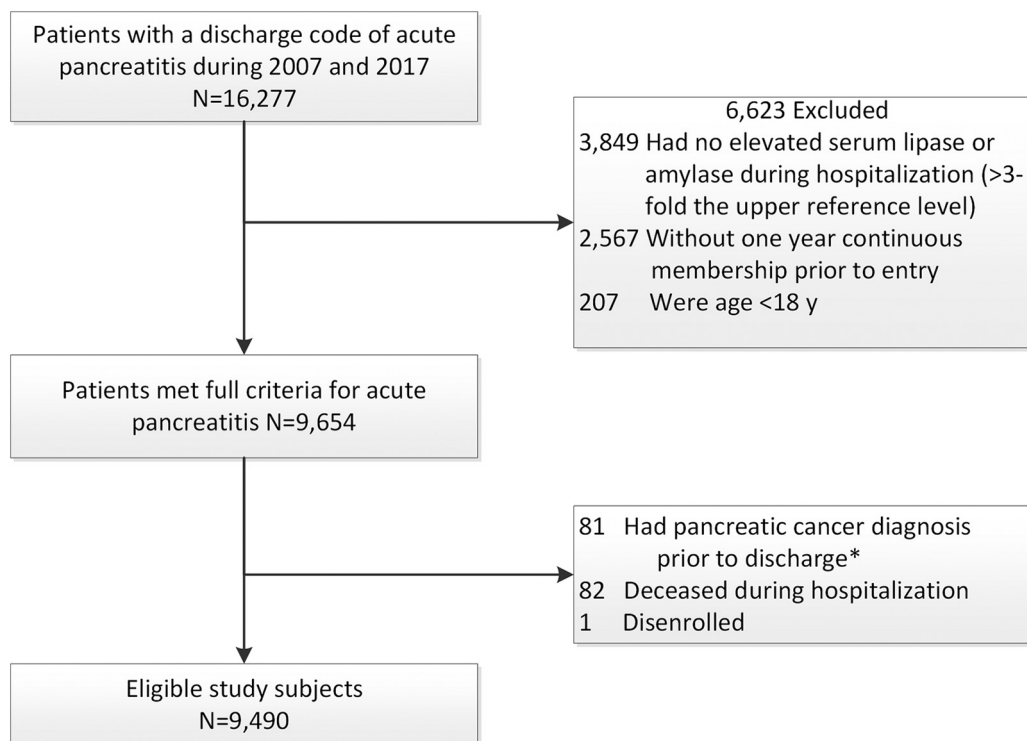 Patients with a discharge code of acute
pancreatitis during 2007 and 2017
N=16,277
6,623 Excluded
3,849 Had no elevated serum lipase or
amylase during hospitalization (>3-
fold the upper reference level)
2,567 Without one year continuous
membership prior to entry
207 Were age <18 y
Patients met full criteria for acute
pancreatitis N=9,654
81 Had pancreatic cancer diagnosis
prior to discharge*
82 Deceased during hospitalization
1 Disenrolled
Eligible study subjects
N=9,490